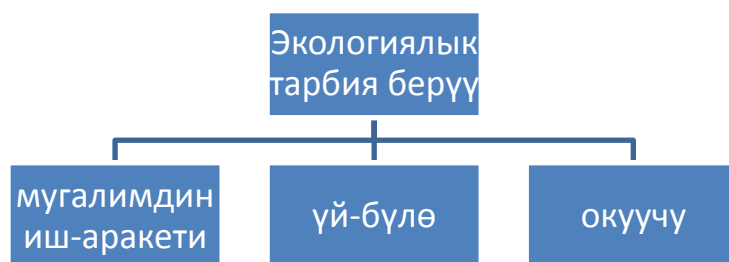 Экологиялык
тарбия берүү
мугалимдин
иш-аракети
үй-бүлө
окуучу